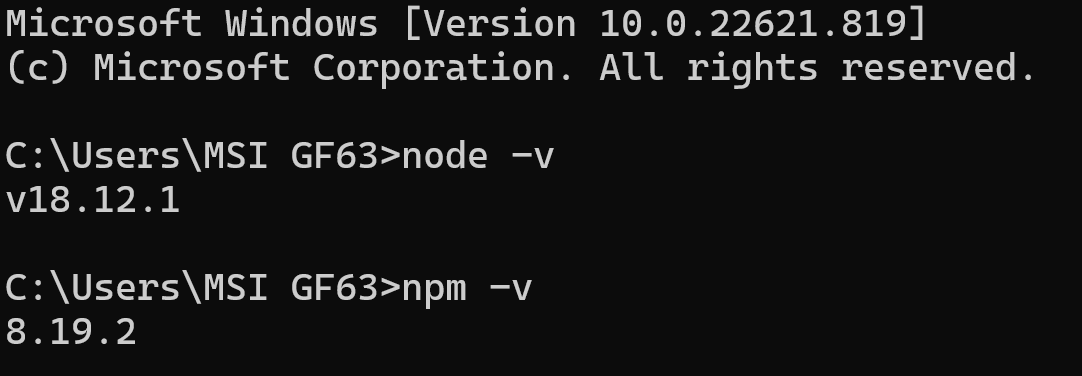 Microsoft Windows [Version 10.0.22621.819]
(c) Microsoft Corporation. All rights reserved.
C:\Users\MSI GF63>node -v
v18.12.1
C:\Users\MSI GF63>npm -v
8.19.2